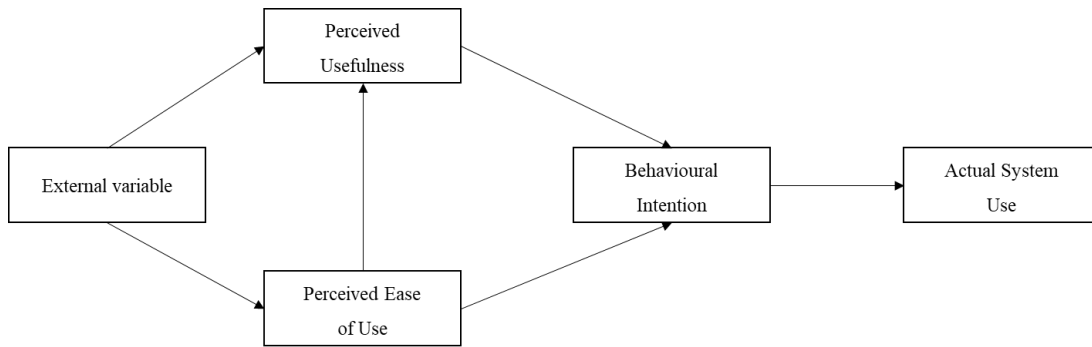 Perceived
Usefulness
External variable
Behavioural
Intention
Actual System
Use
Perceived Ease
of Use